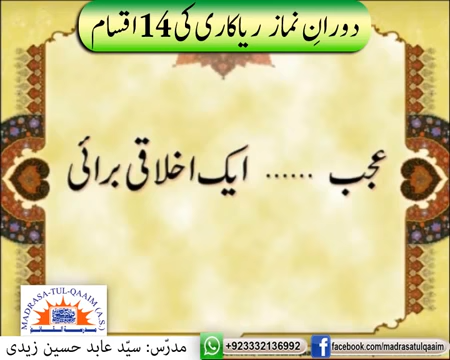 دورانِ نماز ریاکاری کی 14 اقسام
عجب ...... ایک اخلاقی برائی
MADRASA-TUL-QAAIM (A.S.)
مدرّس: سیّد عابد حسین زیدی
+923332136992
facebook.com/madrasatulqaaim